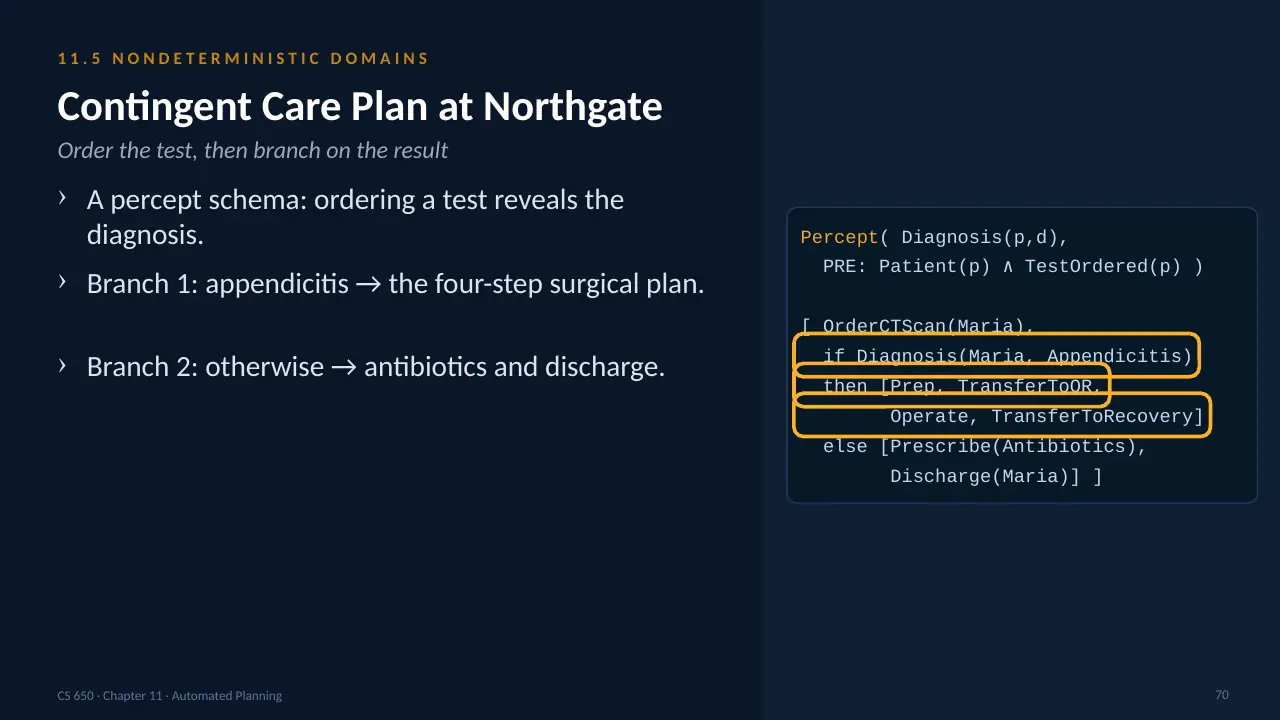 11.5 NONDETERMINISTIC DOMAINS
Contingent Care Plan at Northgate
Order the test, then branch on the result
› A percept schema: ordering a test reveals the
diagnosis.
› Branch 1: appendicitis → the four-step surgical plan.
› Branch 2: otherwise → antibiotics and discharge.
Percept( Diagnosis(p,d),
PRE: Patient(p) ∧ TestOrdered(p) )
[ OrderCTScan(Maria),
if Diagnosis(Maria, Appendicitis)
then [Prep, TransferToOR,
Operate, TransferToRecovery]
else [Prescribe(Antibiotics),
Discharge(Maria)] ]
CS 650 · Chapter 11 · Automated Planning
70